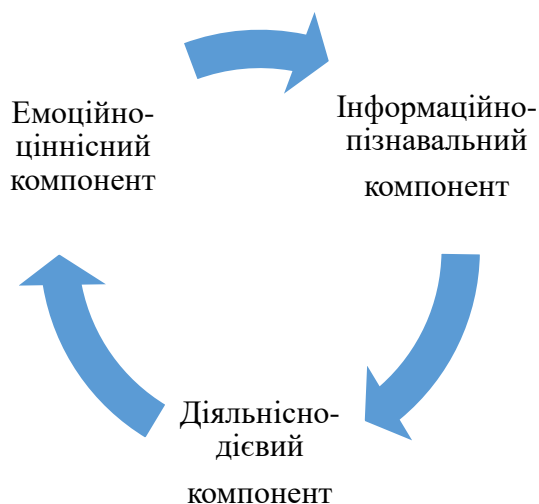 Емоційно-
ціннісний
компонент
Інформаційно-
пізнавальний
компонент
Діяльнісно-
дієвий
компонент